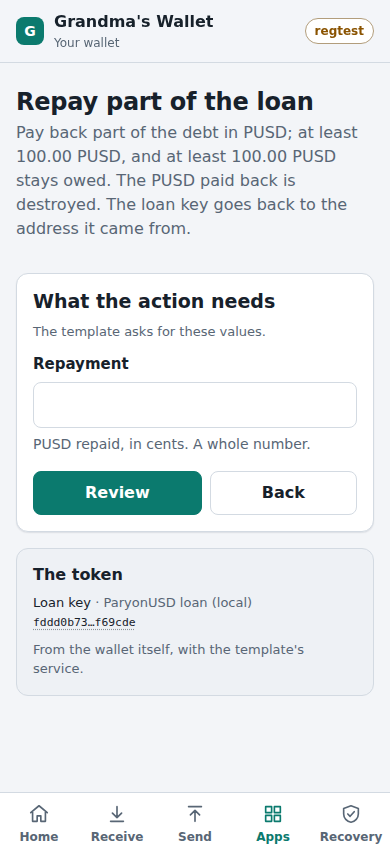 G
Grandma's Wallet
Your wallet
regtest
Repay part of the loan
Pay back part of the debt in PUSD; at least
100.00 PUSD, and at least 100.00 PUSD
stays owed. The PUSD paid back is
destroyed. The loan key goes back to the
address it came from.
What the action needs
The template asks for these values.
Repayment
PUSD repaid, in cents. A whole number.
Review
Back
The token
Loan key · ParyonUSD loan (local)
fddd0b73…f69cde
From the wallet itself, with the template's
service.
Home
Receive
Send
Apps
Recovery